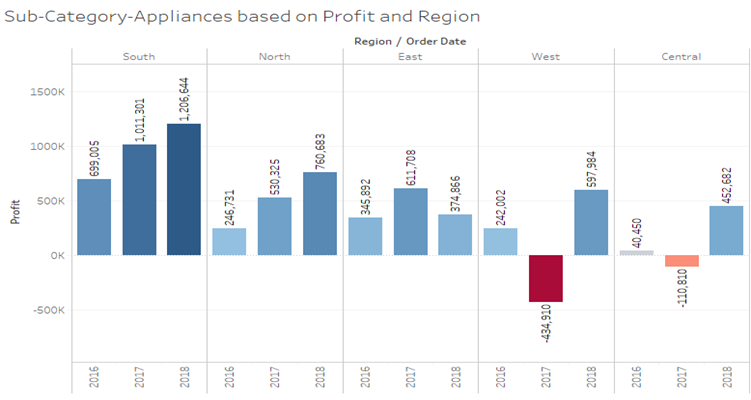 Sub-Category-Appliances based on Profit and Region
Region / Order Date
South North East West Central
Profit
1500K
1000K
500K
0K
-500K
699,005
1,011,301
1,206,644
246,731
530,325
760,683
345,892
611,708
374,866
242,002
-434,910
597,984
40,450
-110,810
452,682
2016 2017 2018 2016 2017 2018 2016 2017 2018 2016 2017 2018 2016 2017 2018